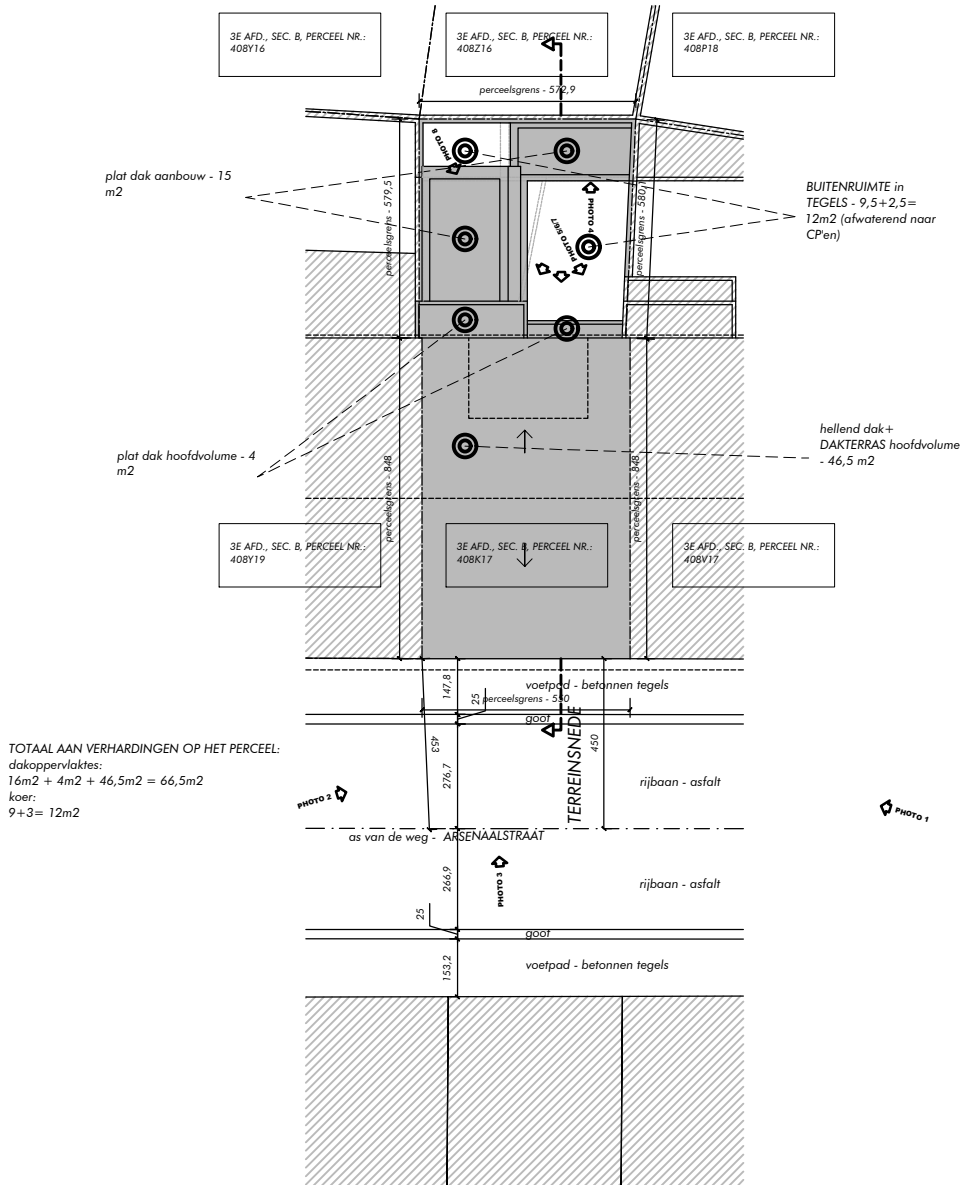 3E AFD., SEC. B, PERCEEL NR.:
408Y16
3E AFD., SEC. B, PERCEEL NR.:
408Z16
3E AFD., SEC. B, PERCEEL NR.:
408P18
perceelsgrens - 572,9
PHOTO 8
plat dak aanbouw - 15
m2
perceelsgrens - 579,5
PHOTO 4
PHOTO 5/6/7
perceelsgrens - 580,1
BUITENRUIMTE in
TEGELS - 9,5+2,5=
12m2 (afwaterend naar
CP'en)
plat dak hoofdvolume - 4
m2
hellend dak+
DAKTERRAS hoofdvolume
- 46,5 m2
perceelsgrens - 848
perceelsgrens - 848
3E AFD., SEC. B, PERCEEL NR.:
408Y19
3E AFD., SEC. B, PERCEEL NR.:
408K17
3E AFD., SEC. B, PERCEEL NR.:
408V17
147,8
voetpad - betonnen tegels
25
perceelsgrens - 550
goot
453
276,7
TERREINSNEDE
450
TOTAAL AAN VERHARDINGEN OP HET PERCEEL:
dakoppervlaktes:
16m2 + 4m2 + 46,5m2 = 66,5m2
koer:
9+3= 12m2
rijbaan - asfalt
PHOTO 2
PHOTO 1
as van de weg - ARSENAALSTRAAT
266,9
PHOTO 3
rijbaan - asfalt
25
goot
153,2
voetpad - betonnen tegels